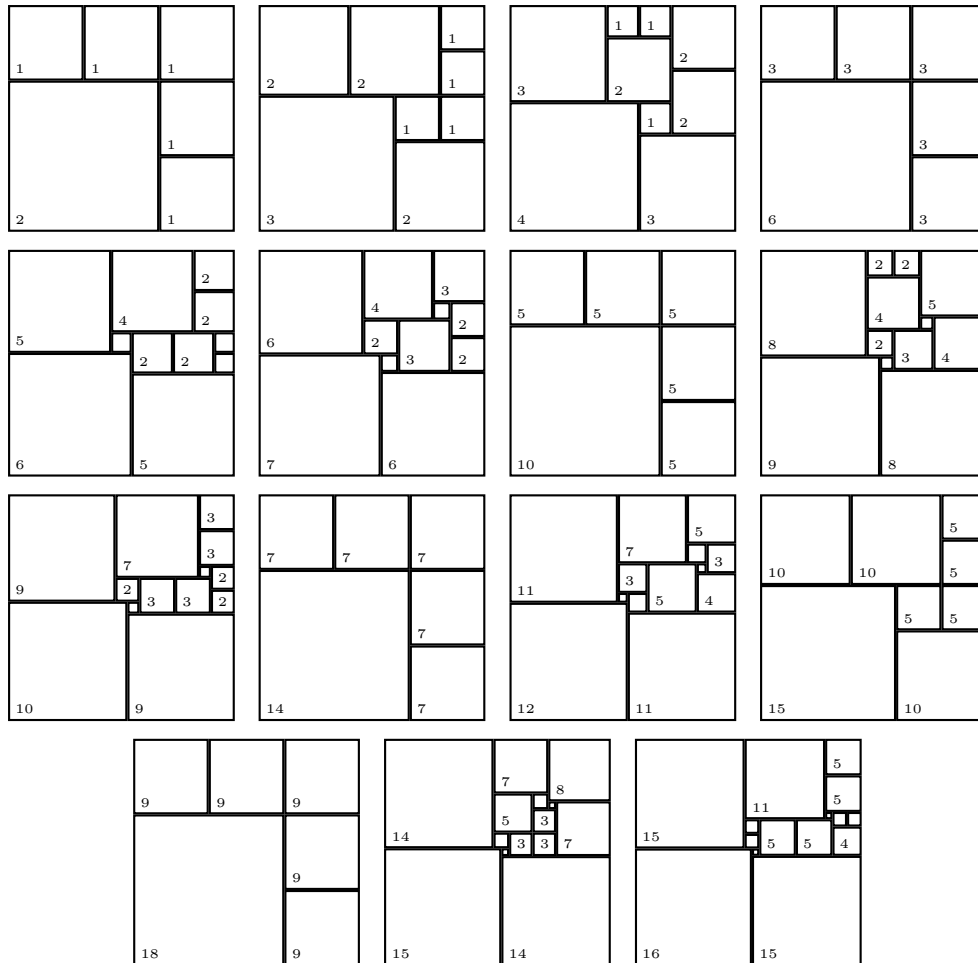 1 1 1 2 1 1
2 2 1 1 3 1 1 2
3 1 1 2 2 4 1 2 3
3 3 3 6 3 3
5 4 2 2 2 2 6 5
6 4 3 2 3 2 2 7 6
5 5 5 10 5 5
8 2 2 4 5 2 3 4 9 8
9 7 3 3 2 3 3 2 2 10 9
7 7 7 14 7 7
11 7 5 3 3 5 4 12 11
10 10 5 5 15 5 5 10
9 9 9 18 9 9
14 7 8 5 3 3 3 7 15 14
15 11 5 5 5 5 4 16 15